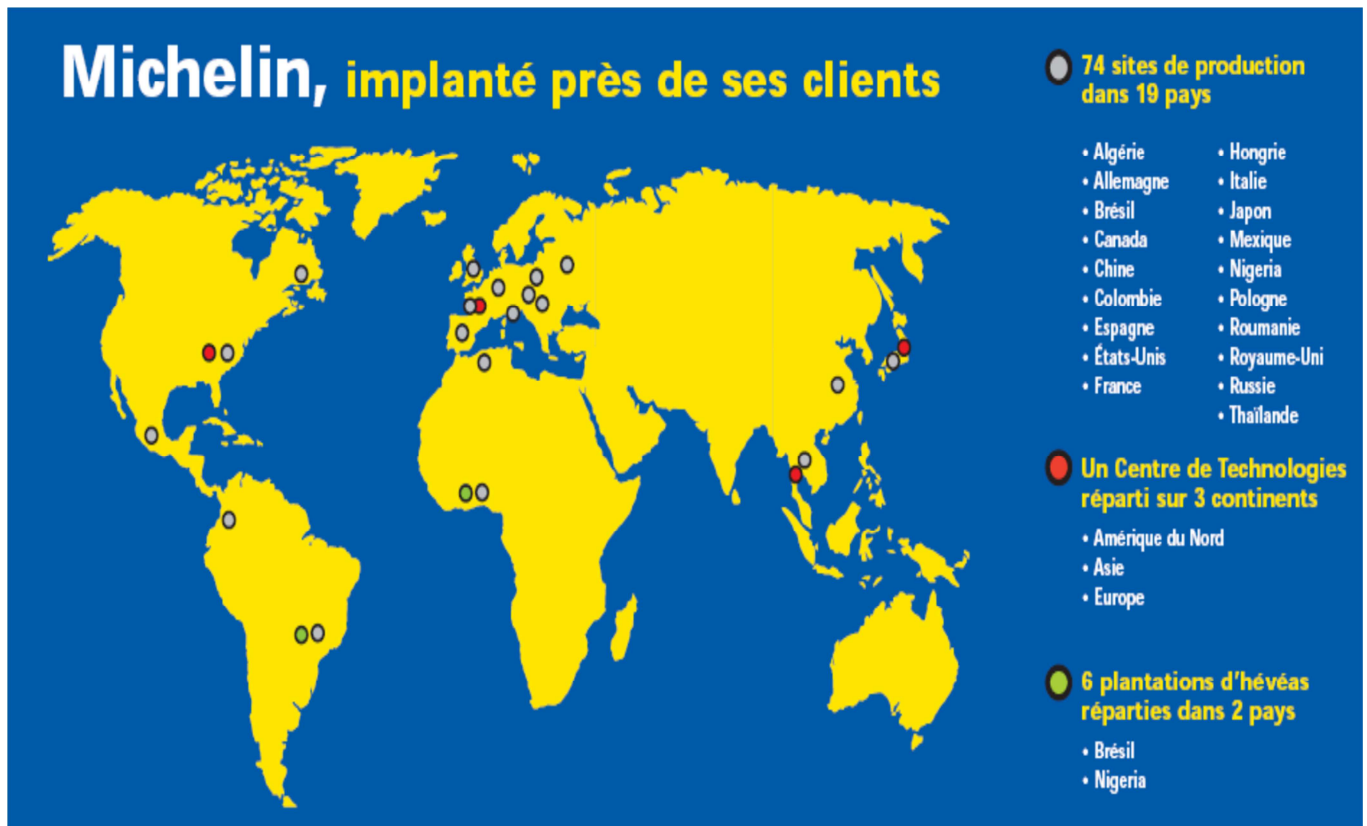 Michelin, implanté près de ses clients
74 sites de production
dans 19 pays
• Algérie
• Allemagne
• Brésil
• Canada
• Chine
• Colombie
• Espagne
• États-Unis
• France
• Hongrie
• Italie
• Japon
• Mexique
• Nigeria
• Pologne
• Roumanie
• Royaume-Uni
• Russie
• Thaïlande
Un Centre de Technologies
réparti sur 3 continents
• Amérique du Nord
• Asie
• Europe
6 plantations d'hévéas
réparties dans 2 pays
• Brésil
• Nigeria